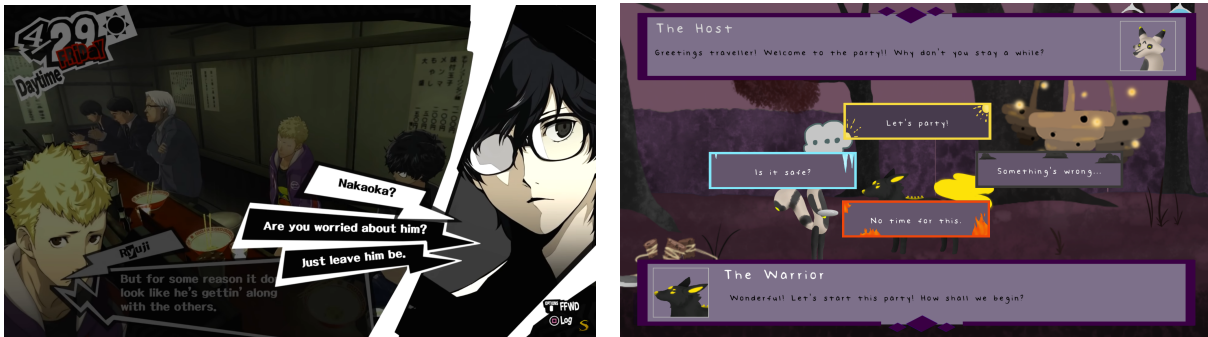 4/29
FRIDAY
Daytime
Nakaoka?
Are you worried about him?
Just leave him be.
Ryuji
But for some reason it do
look like he's gettin' along
with the others.
OPTIONS
FFWD
Log
S
The Host
Greetings traveller! Welcome to the party!! Why don't you stay a while?
Let's party!
Is it safe?
Something's wrong...
No time for this.
The Warrior
Wonderful! Let's start this party! How shall we begin?